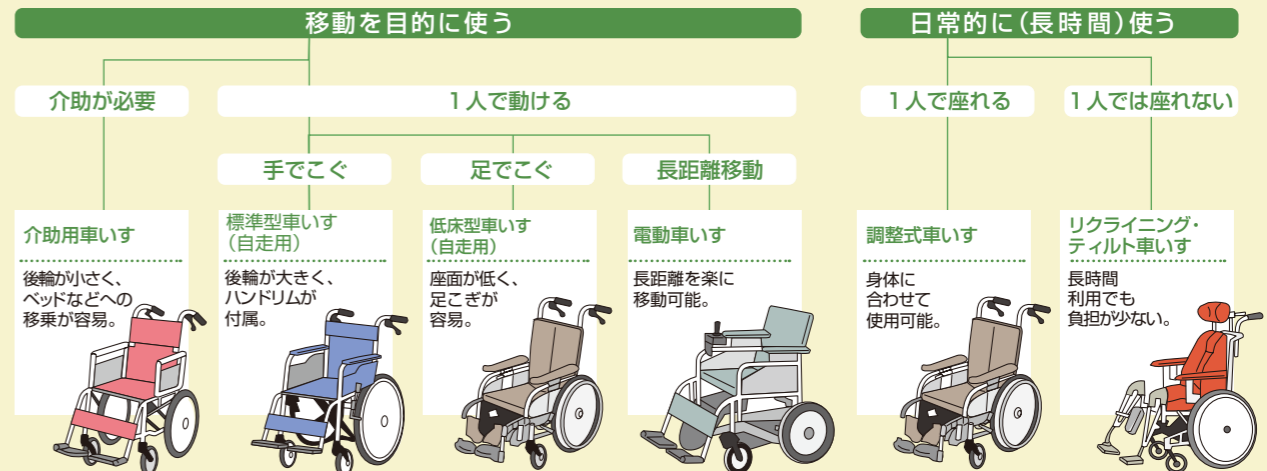 移動を目的に使う
日常的に(長時間)使う
介助が必要
1人で動ける
1人で座れる
1人では座れない
手でこぐ
足でこぐ
長距離移動
介助用車いす
後輪が小さく、
ベッドなどへの
移乗が容易。
標準型車いす
(自走用)
後輪が大きく、
ハンドリムが
付属。
低床型車いす
(自走用)
座面が低く、
足こぎが
容易。
電動車いす
長距離を楽に
移動可能。
調整式車いす
身体に
合わせて
使用可能。
リクライニング・
ティルト車いす
長時間
利用でも
負担が少ない。